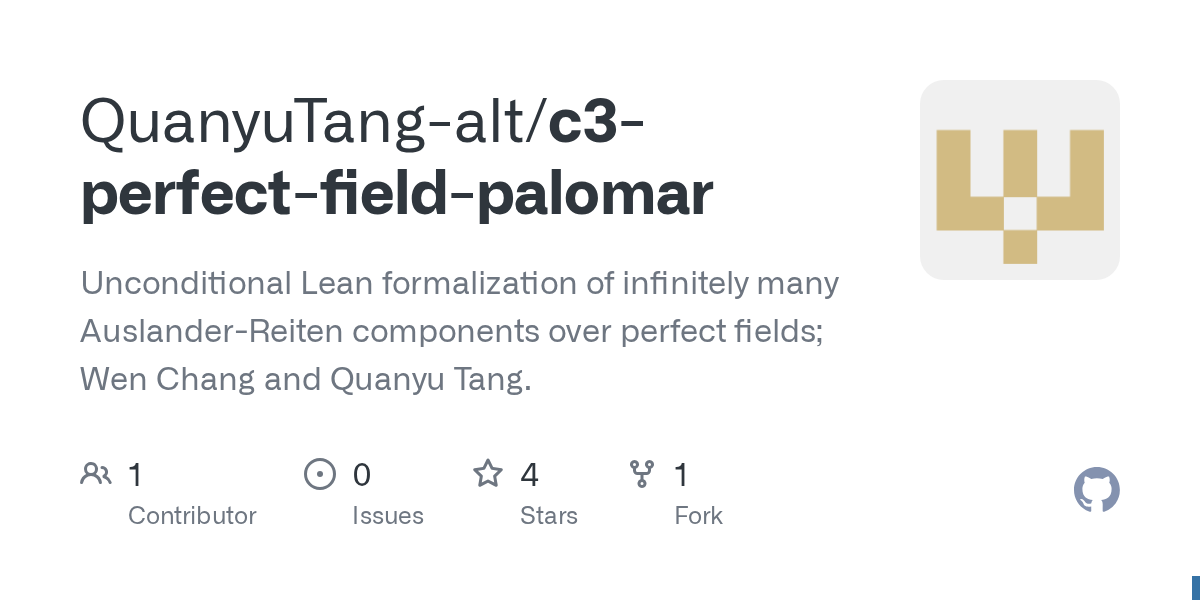 QuanyuTang-alt/c3-
perfect-field-palomar
Unconditional Lean formalization of infinitely many
Auslander-Reiten components over perfect fields;
Wen Chang and Quanyu Tang.
1 0 4 1
Contributor Issues Stars Fork